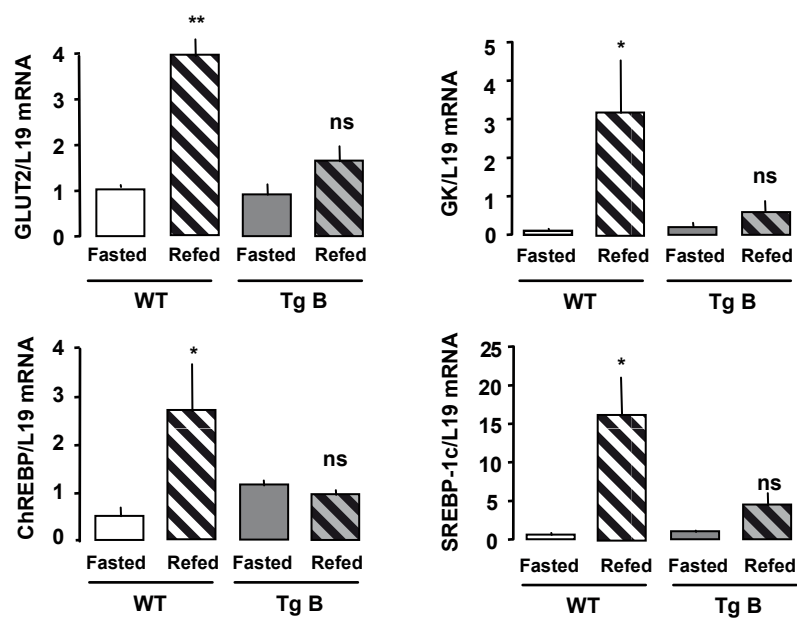 **
4
3
2
1
0
GLUT2/L19 mRNA
ns
Fasted Refed Fasted Refed
WT Tg B
*
5
4
3
2
1
0
GK/L19 mRNA
ns
Fasted Refed Fasted Refed
WT Tg B
*
4
3
2
1
0
ChREBP/L19 mRNA
ns
Fasted Refed Fasted Refed
WT Tg B
*
25
20
15
10
5
0
SREBP-1c/L19 mRNA
ns
Fasted Refed Fasted Refed
WT Tg B